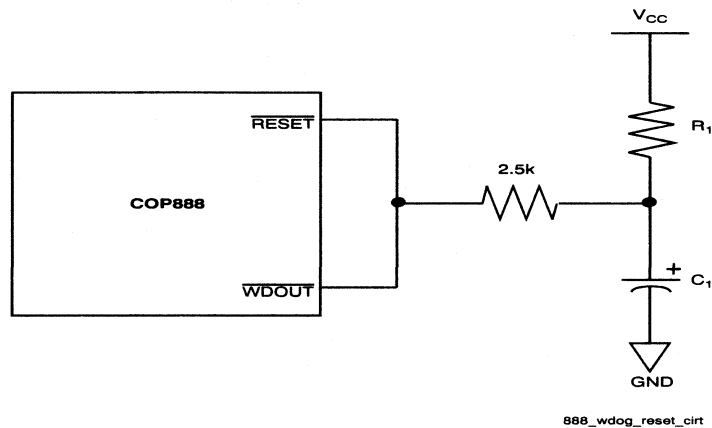 VCC
RESET
R1
2.5k
COP888
WDOUT
C1
GND
888_wdog_reset_cirt